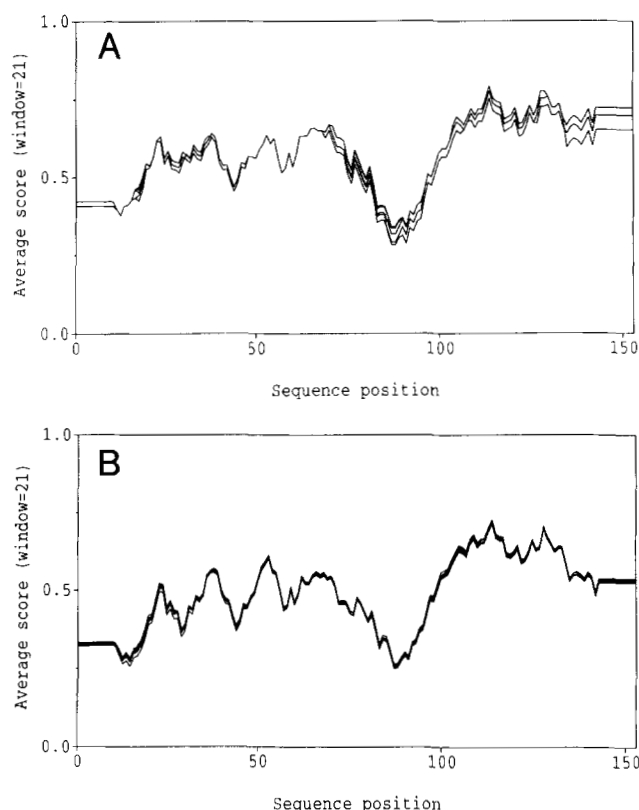 A
1.0
0.5
0.0
Average score (window=21)
0 50 100 150
Sequence position
B
1.0
0.5
0.0
Average score (window=21)
0 50 100 150
Sequence position